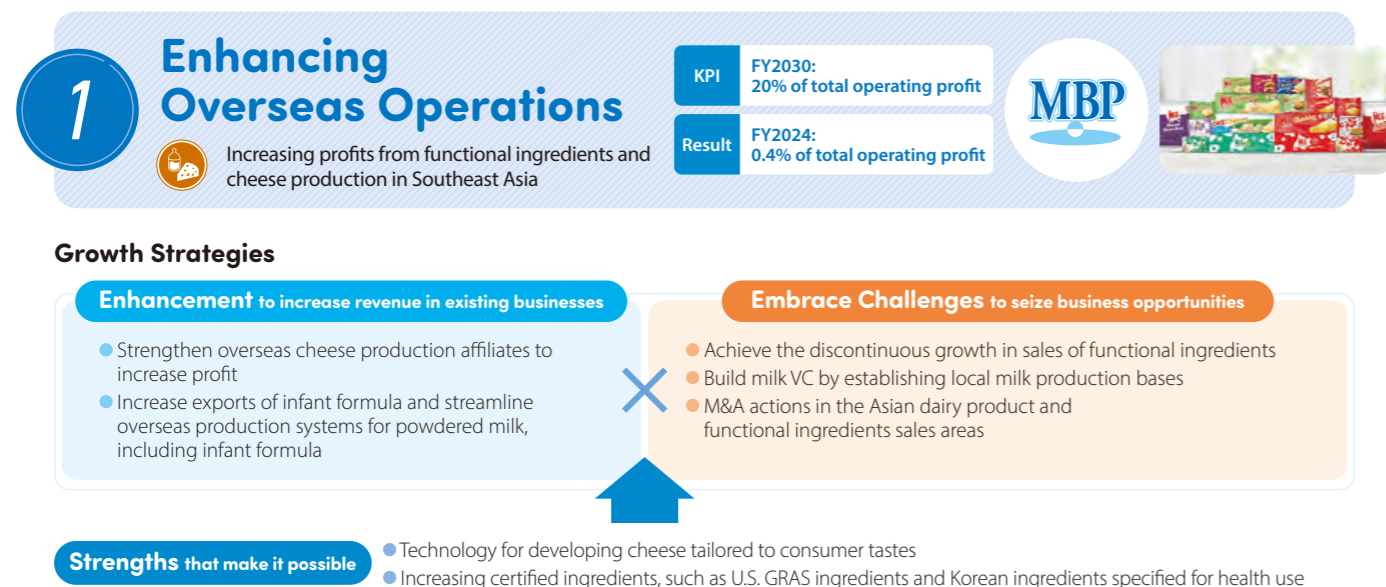 1
Enhancing
Overseas Operations
Increasing profits from functional ingredients and
cheese production in Southeast Asia
KPI
FY2030:
20% of total operating profit
Result
FY2024:
0.4% of total operating profit
MBP
Growth Strategies
Enhancement to increase revenue in existing businesses
● Strengthen overseas cheese production affiliates to
increase profit
● Increase exports of infant formula and streamline
overseas production systems for powdered milk,
including infant formula
×
Embrace Challenges to seize business opportunities
● Achieve the discontinuous growth in sales of functional ingredients
● Build milk VC by establishing local milk production bases
● M&A actions in the Asian dairy product and
functional ingredients sales areas
Strengths that make it possible
● Technology for developing cheese tailored to consumer tastes
● Increasing certified ingredients, such as U.S. GRAS ingredients and Korean ingredients specified for health use